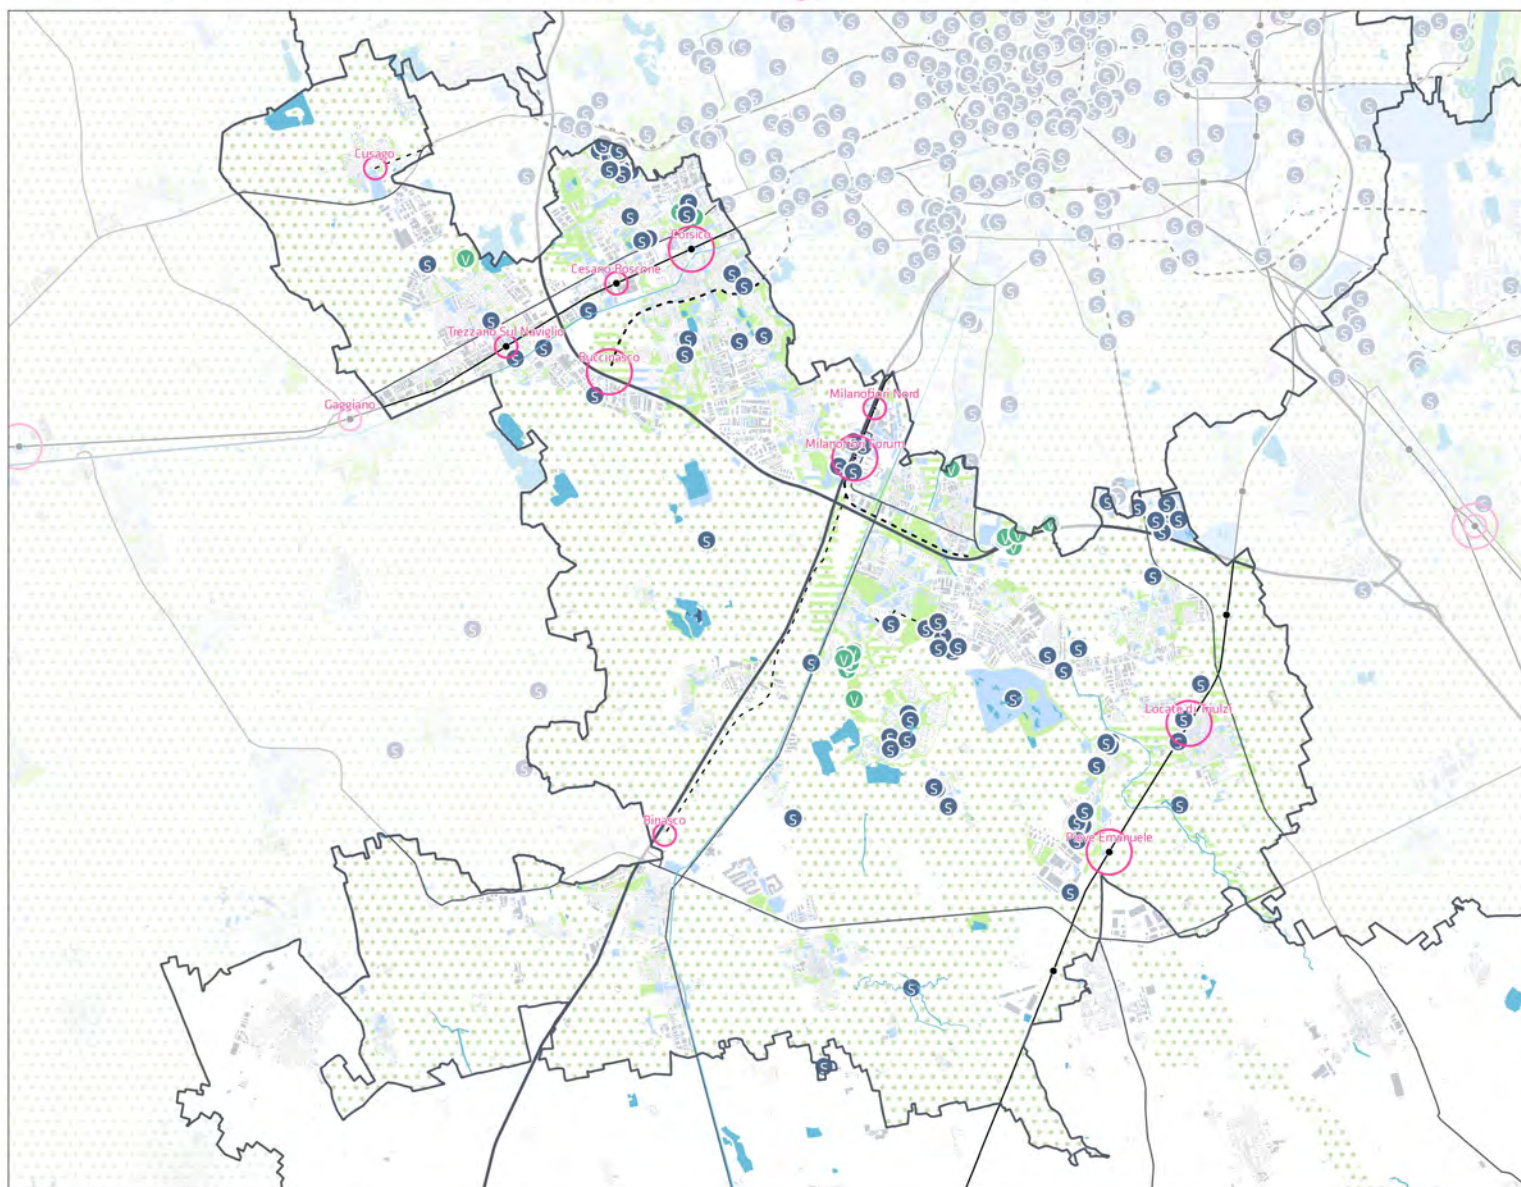 Cusago
Corsico
Cesano Boscone
Trezzano Sul Naviglio
Buccinasco
Gaggiano
Milanofiori Nord
Milanofiori Forum
Locate di Triulzi
Binasco
Pieve Emanuele